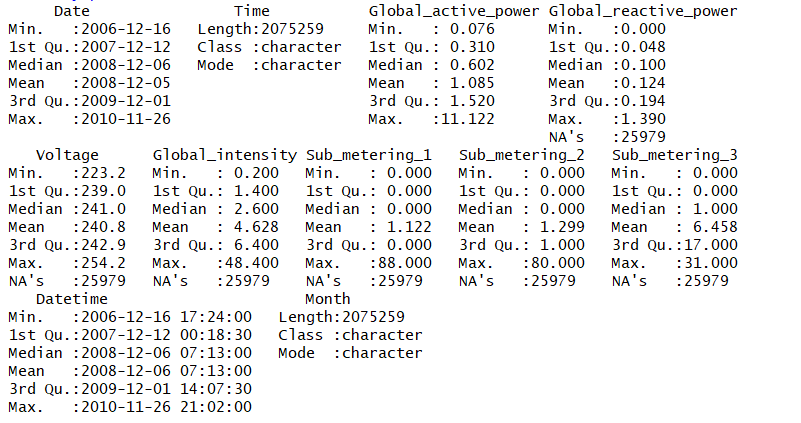 Date                 Time           Global_active_power Global_reactive_power
Min.   :2006-12-16   Length:2075259     Min.   : 0.076      Min.   :0.000
1st Qu.:2007-12-12   Class :character   1st Qu.: 0.310      1st Qu.:0.048
Median :2008-12-06   Mode  :character   Median : 0.602      Median :0.100
Mean   :2008-12-05                      Mean   : 1.085      Mean   :0.124
3rd Qu.:2009-12-01                      3rd Qu.: 1.520      3rd Qu.:0.194
Max.   :2010-11-26                      Max.   :11.122      Max.   :1.390
                                                            NA's   :25979
   Voltage      Global_intensity Sub_metering_1   Sub_metering_2   Sub_metering_3
Min.   :223.2   Min.   : 0.200   Min.   : 0.000   Min.   : 0.000   Min.   : 0.000
1st Qu.:239.0   1st Qu.: 1.400   1st Qu.: 0.000   1st Qu.: 0.000   1st Qu.: 0.000
Median :241.0   Median : 2.600   Median : 0.000   Median : 0.000   Median : 1.000
Mean   :240.8   Mean   : 4.628   Mean   : 1.122   Mean   : 1.299   Mean   : 6.458
3rd Qu.:242.9   3rd Qu.: 6.400   3rd Qu.: 0.000   3rd Qu.: 1.000   3rd Qu.:17.000
Max.   :254.2   Max.   :48.400   Max.   :88.000   Max.   :80.000   Max.   :31.000
NA's   :25979   NA's   :25979    NA's   :25979    NA's   :25979    NA's   :25979
   Datetime                      Month
Min.   :2006-12-16 17:24:00   Length:2075259
1st Qu.:2007-12-12 00:18:30   Class :character
Median :2008-12-06 07:13:00   Mode  :character
Mean   :2008-12-06 07:13:00
3rd Qu.:2009-12-01 14:07:30
Max.   :2010-11-26 21:02:00